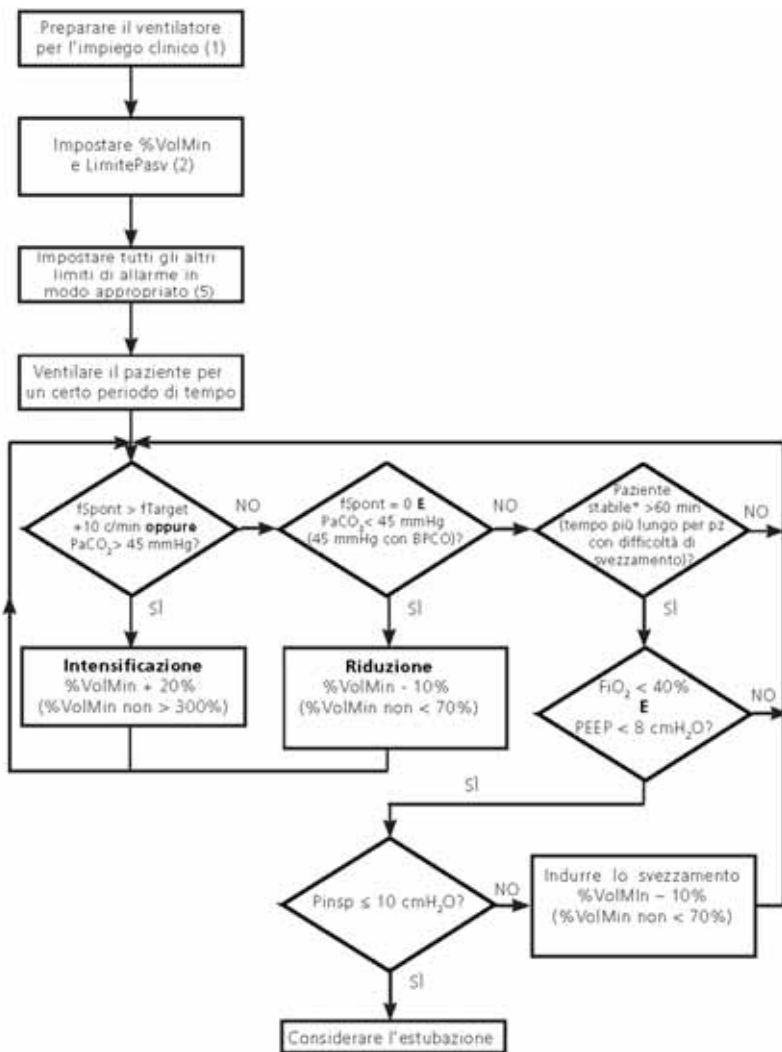 Preparare il ventilatore
per l'impiego clinico (1)
Impostare %VolMin
e LimitePasv (2)
Impostare tutti gli altri
limiti di allarme in
modo appropriato (5)
Ventilare il paziente per
un certo periodo di tempo
fSpont > fTarget
+10 c/min oppure
PaCO₂> 45 mmHg?
NO
fSpont = 0 E
PaCO₂< 45 mmHg
(45 mmHg con BPCO)?
NO
Paziente
stabile* >60 min
(tempo più lungo per pz
con difficoltà di
svezzamento)?
NO
SÌ
SÌ
SÌ
Intensificazione
%VolMin + 20%
(%VolMin non > 300%)
Riduzione
%VolMin - 10%
(%VolMin non < 70%)
FiO₂ < 40%
E
PEEP < 8 cmH₂O?
NO
SÌ
Pinsp ≤ 10 cmH₂O?
NO
Indurre lo svezzamento
%VolMIn – 10%
(%VolMin non < 70%)
SÌ
Considerare l'estubazione